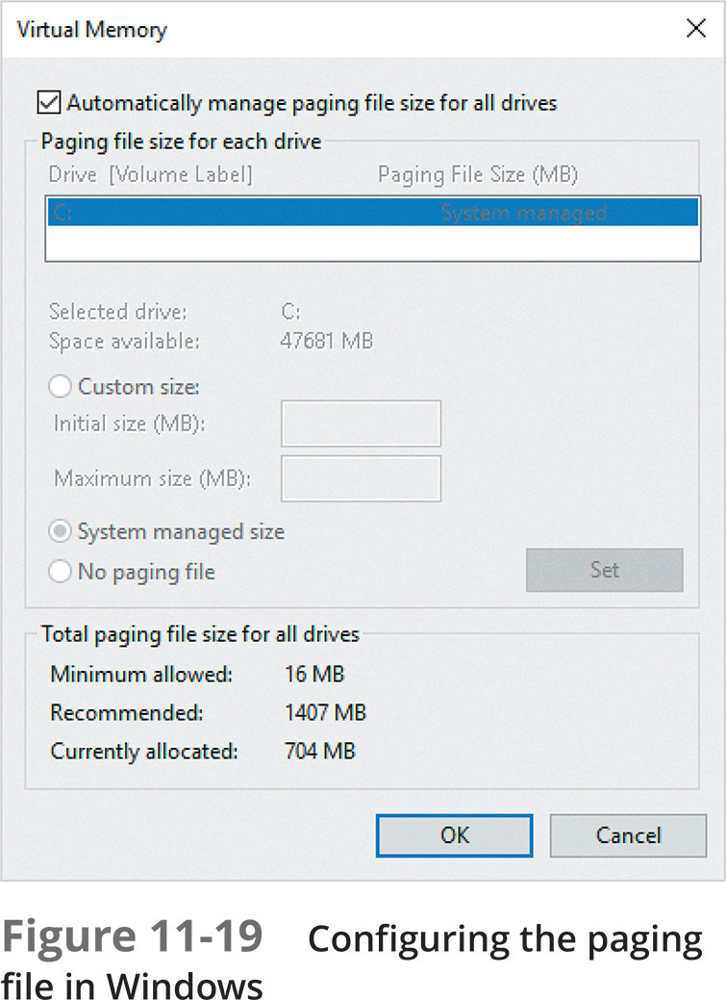 Virtual Memory
Automatically manage paging file size for all drives
Paging file size for each drive
Drive [Volume Label] Paging File Size (MB)
C: System managed
Selected drive: C:
Space available: 47681 MB
Custom size:
Initial size (MB):
Maximum size (MB):
System managed size
No paging file
Set
Total paging file size for all drives
Minimum allowed: 16 MB
Recommended: 1407 MB
Currently allocated: 704 MB
OK Cancel
Figure 11-19 Configuring the paging
file in Windows